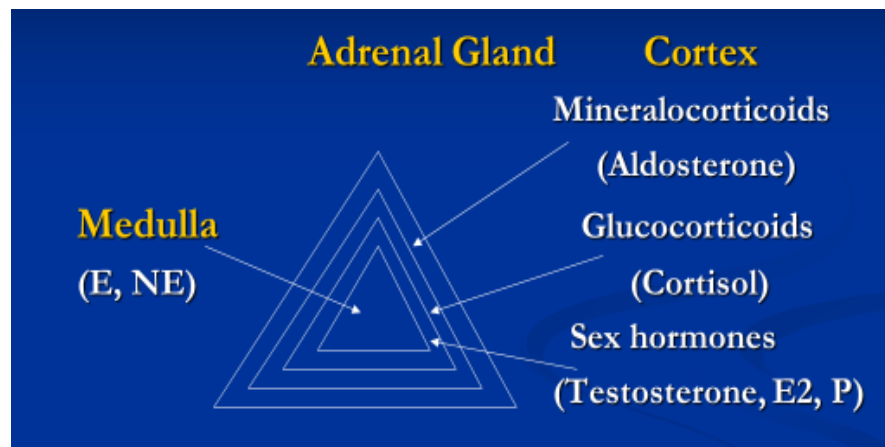 Adrenal Gland
Cortex
Mineralocorticoids
(Aldosterone)
Medulla
(E, NE)
Glucocorticoids
(Cortisol)
Sex hormones
(Testosterone, E2, P)